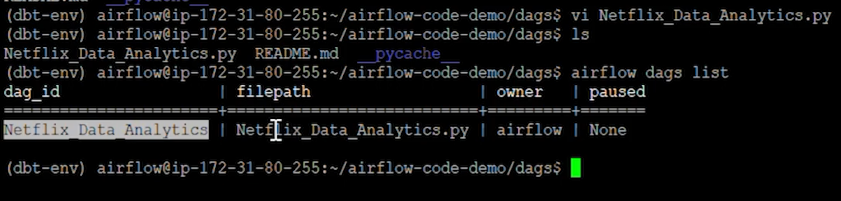 (dbt-env) airflow@ip-172-31-80-255:~/airflow-code-demo/dags$ vi Netflix_Data_Analytics.py
(dbt-env) airflow@ip-172-31-80-255:~/airflow-code-demo/dags$ ls
Netflix_Data_Analytics.py README.md __pycache__
(dbt-env) airflow@ip-172-31-80-255:~/airflow-code-demo/dags$ airflow dags list
dag_id | filepath | owner | paused
=======================+===========================+=========+=======
Netflix_Data_Analytics | Netflix_Data_Analytics.py | airflow | None
(dbt-env) airflow@ip-172-31-80-255:~/airflow-code-demo/dags$